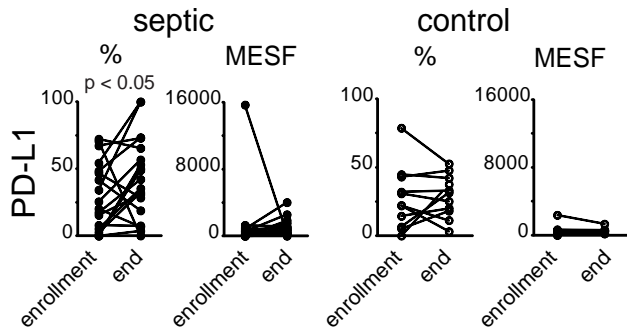 septic control
% MESF % MESF
p < 0.05
PD-L1
100 16000 100 16000
50 8000 50 8000
0 0 0 0
enrollment end enrollment end enrollment end enrollment end